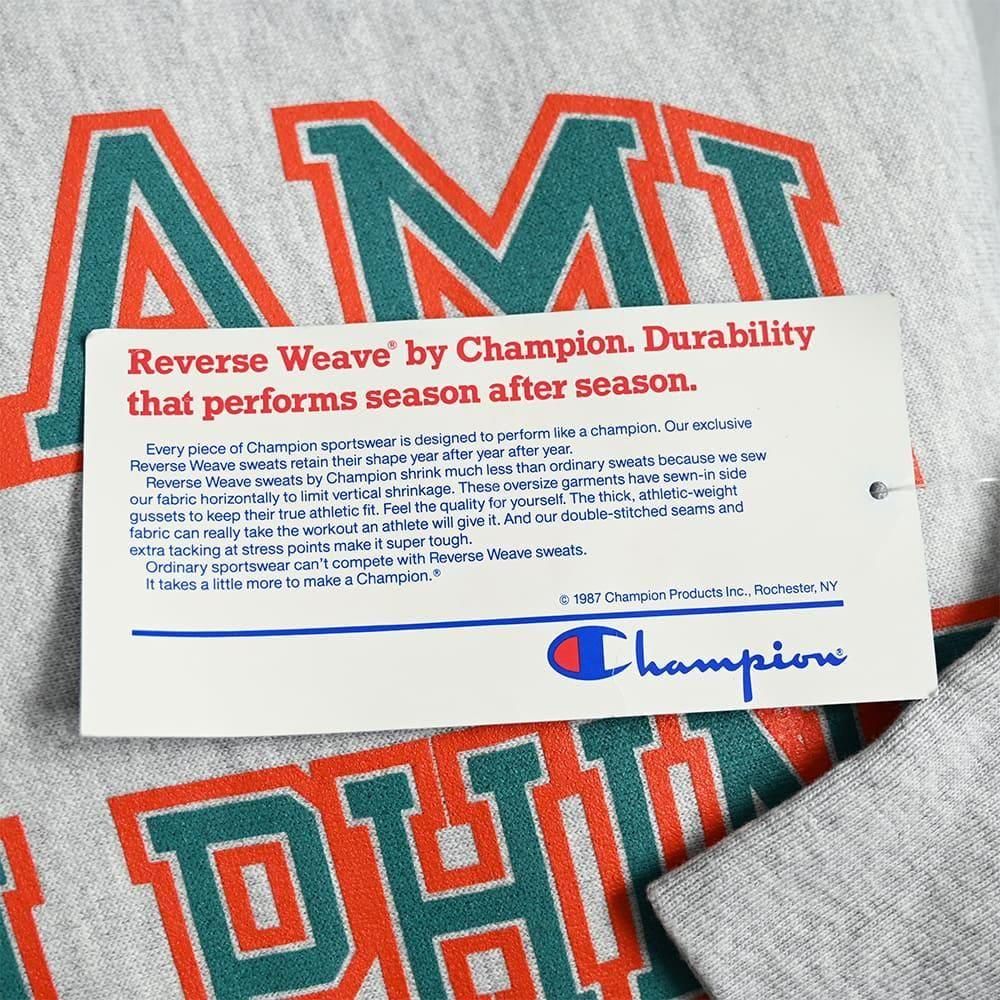 AMI
Reverse Weave® by Champion. Durability
that performs season after season.
Every piece of Champion sportswear is designed to perform like a champion. Our exclusive
Reverse Weave sweats retain their shape year after year after year.
Reverse Weave sweats by Champion shrink much less than ordinary sweats because we sew
our fabric horizontally to limit vertical shrinkage. These oversize garments have sewn-in side
gussets to keep their true athletic fit. Feel the quality for yourself. The thick, athletic-weight
fabric can really take the workout an athlete will give it. And our double-stitched seams and
extra tacking at stress points make it super tough.
Ordinary sportswear can't compete with Reverse Weave sweats.
It takes a little more to make a Champion.®
© 1987 Champion Products Inc., Rochester, NY
Champion®
PHIN